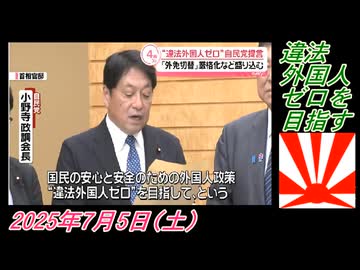 4時
“違法外国人ゼロ”自民党提言
「外免切替」厳格化など盛り込む
首相官邸
自民党
小野寺 政調会長
国民の安心と安全のための外国人政策
“違法外国人ゼロ”を目指して、という
違法
外国人
ゼロを
目指す
2025年7月5日（土）